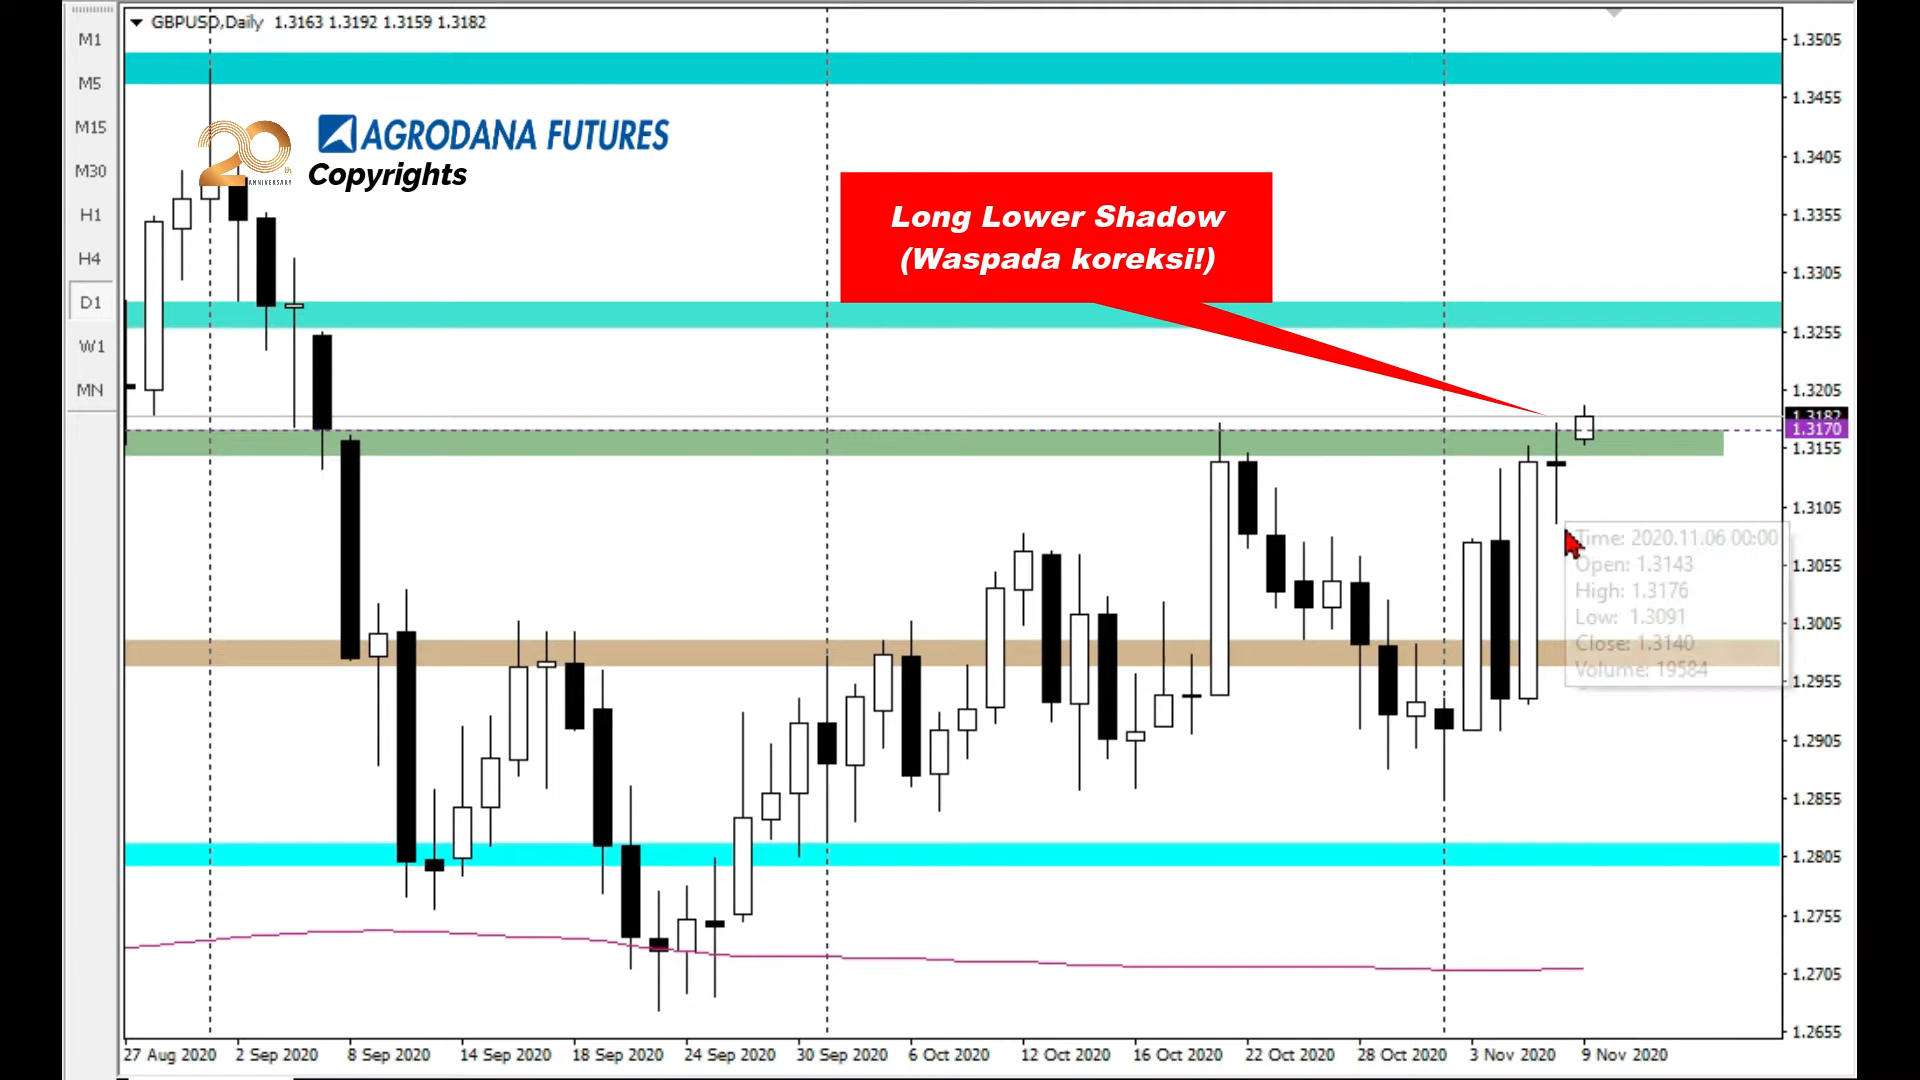 GBPUSD,Daily 1.3163 1.3192 1.3159 1.3182
M1
M5
M15
M30
H1
H4
D1
W1
MN
20th
ANNIVERSARY
AGRODANA FUTURES
Copyrights
Long Lower Shadow
(Waspada koreksi!)
1.3505
1.3455
1.3405
1.3355
1.3305
1.3255
1.3205
1.3182
1.3170
1.3155
1.3105
1.3055
1.3005
1.2955
1.2905
1.2855
1.2805
1.2755
1.2705
1.2655
Time: 2020.11.06 00:00
Open: 1.3143
High: 1.3176
Low: 1.3091
Close: 1.3140
Volume: 19584
27 Aug 2020 2 Sep 2020 8 Sep 2020 14 Sep 2020 18 Sep 2020 24 Sep 2020 30 Sep 2020 6 Oct 2020 12 Oct 2020 16 Oct 2020 22 Oct 2020 28 Oct 2020 3 Nov 2020 9 Nov 2020